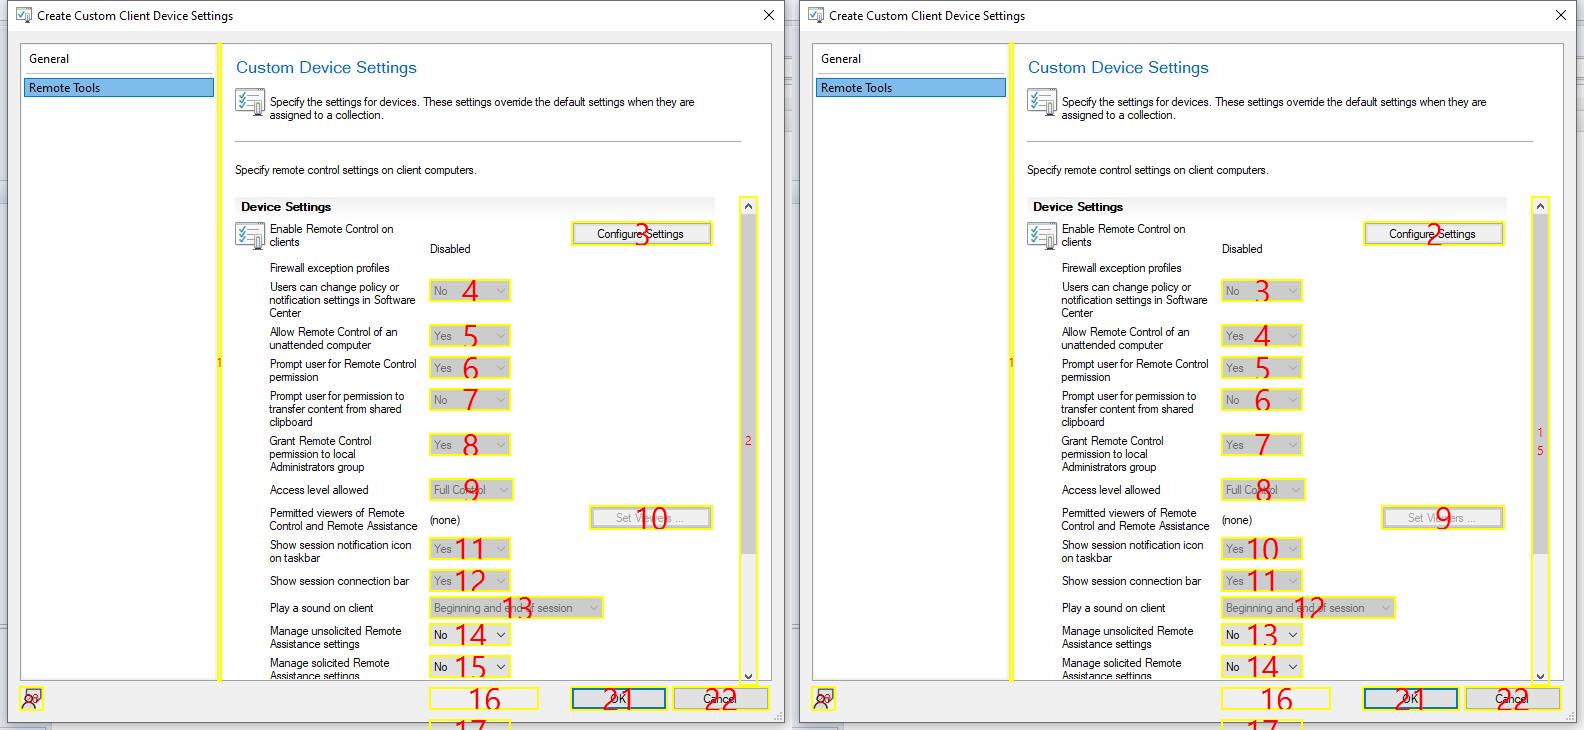 Create Custom Client Device Settings
General
Remote Tools
1
Custom Device Settings
Specify the settings for devices. These settings override the default settings when they are
assigned to a collection.
Specify remote control settings on client computers.
Device Settings
Enable Remote Control on
clients
Disabled
Configure Settings
3
Firewall exception profiles
Users can change policy or
notification settings in Software
Center
No
4
Allow Remote Control of an
unattended computer
Yes
5
Prompt user for Remote Control
permission
Yes
6
Prompt user for permission to
transfer content from shared
clipboard
No
7
Grant Remote Control
permission to local
Administrators group
Yes
8
2
Access level allowed
Full Control
9
Permitted viewers of Remote
Control and Remote Assistance
(none)
Set Viewers ...
10
Show session notification icon
on taskbar
Yes
11
Show session connection bar
Yes
12
Play a sound on client
Beginning and end of session
13
Manage unsolicited Remote
Assistance settings
No
14
Manage solicited Remote
Assistance settings
No
15
16
OK
21
Cancel
22
17
Create Custom Client Device Settings
General
Remote Tools
1
Custom Device Settings
Specify the settings for devices. These settings override the default settings when they are
assigned to a collection.
Specify remote control settings on client computers.
Device Settings
Enable Remote Control on
clients
Disabled
Configure Settings
2
Firewall exception profiles
Users can change policy or
notification settings in Software
Center
No
3
Allow Remote Control of an
unattended computer
Yes
4
Prompt user for Remote Control
permission
Yes
5
Prompt user for permission to
transfer content from shared
clipboard
No
6
Grant Remote Control
permission to local
Administrators group
Yes
7
15
Access level allowed
Full Control
8
Permitted viewers of Remote
Control and Remote Assistance
(none)
Set Viewers ...
9
Show session notification icon
on taskbar
Yes
10
Show session connection bar
Yes
11
Play a sound on client
Beginning and end of session
12
Manage unsolicited Remote
Assistance settings
No
13
Manage solicited Remote
Assistance settings
No
14
16
OK
21
Cancel
22
17